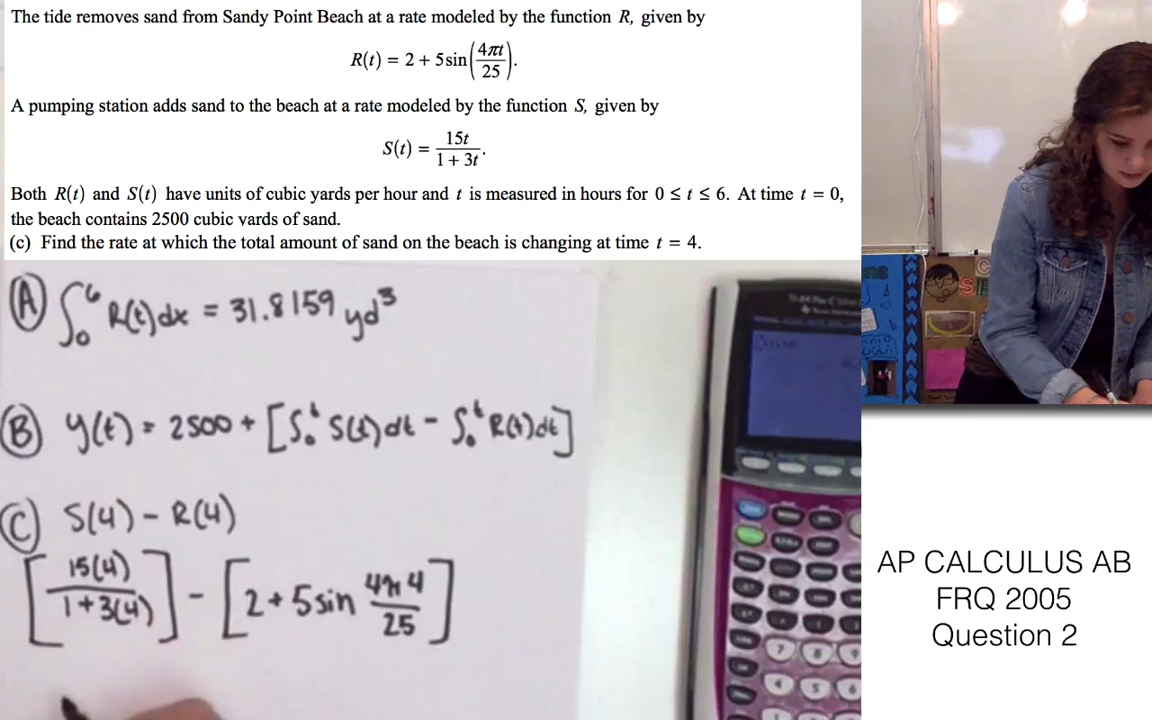 The tide removes sand from Sandy Point Beach at a rate modeled by the function R, given by
R(t) = 2 + 5sin(4πt/25).
A pumping station adds sand to the beach at a rate modeled by the function S, given by
S(t) = 15t/(1 + 3t).
Both R(t) and S(t) have units of cubic yards per hour and t is measured in hours for 0 ≤ t ≤ 6. At time t = 0,
the beach contains 2500 cubic yards of sand.
(c) Find the rate at which the total amount of sand on the beach is changing at time t = 4.
(A) ∫₀⁶ R(t)dx = 31.8159 yd³
(B) y(t) = 2500 + [∫₀ᵗ S(t)dt - ∫₀ᵗ R(t)dt]
(C) S(4) - R(4)
[15(4)/1+3(4)] - [2+5sin 4π4/25]
AP CALCULUS AB
FRQ 2005
Question 2